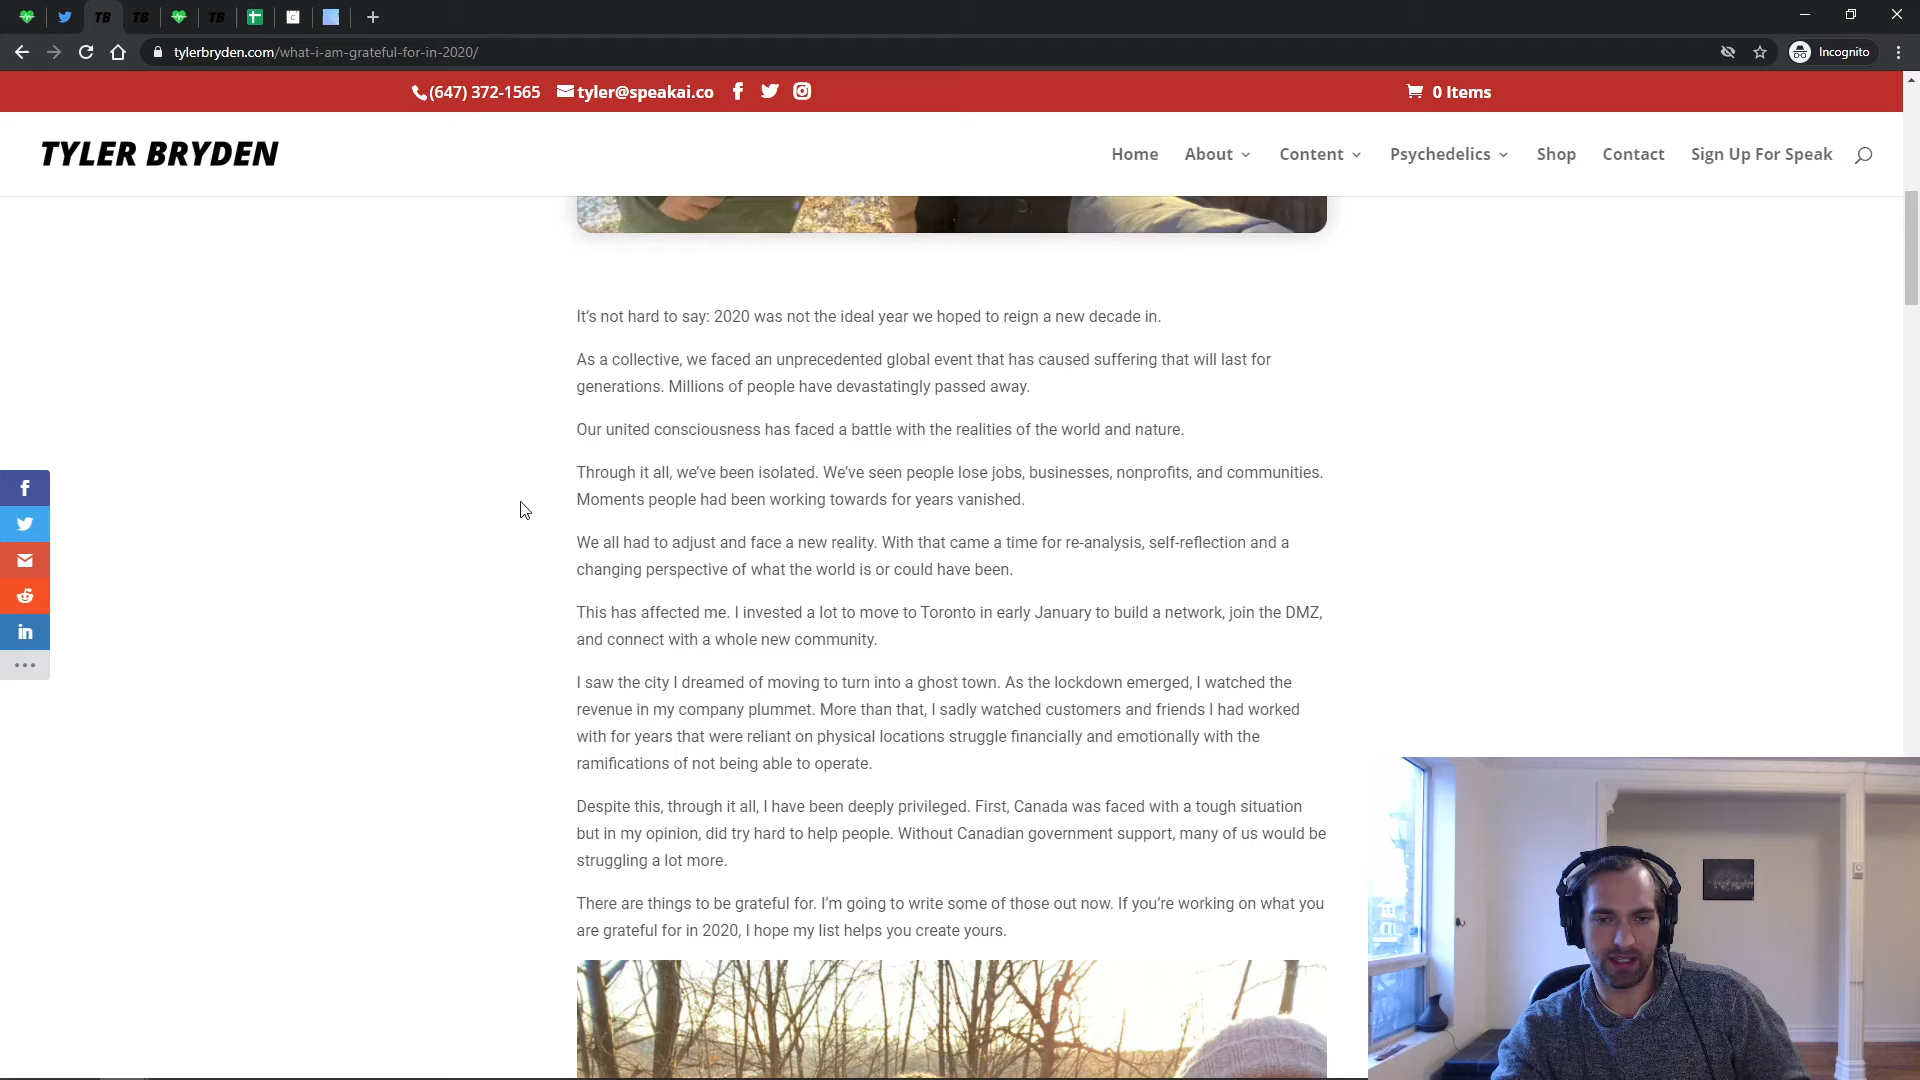 TB
TB
TB
tylerbryden.com/what-i-am-grateful-for-in-2020/
Incognito
(647) 372-1565
tyler@speakai.co
0 Items
TYLER BRYDEN
Home
About
Content
Psychedelics
Shop
Contact
Sign Up For Speak
It's not hard to say: 2020 was not the ideal year we hoped to reign a new decade in.
As a collective, we faced an unprecedented global event that has caused suffering that will last for
generations. Millions of people have devastatingly passed away.
Our united consciousness has faced a battle with the realities of the world and nature.
Through it all, we've been isolated. We've seen people lose jobs, businesses, nonprofits, and communities.
Moments people had been working towards for years vanished.
We all had to adjust and face a new reality. With that came a time for re-analysis, self-reflection and a
changing perspective of what the world is or could have been.
This has affected me. I invested a lot to move to Toronto in early January to build a network, join the DMZ,
and connect with a whole new community.
I saw the city I dreamed of moving to turn into a ghost town. As the lockdown emerged, I watched the
revenue in my company plummet. More than that, I sadly watched customers and friends I had worked
with for years that were reliant on physical locations struggle financially and emotionally with the
ramifications of not being able to operate.
Despite this, through it all, I have been deeply privileged. First, Canada was faced with a tough situation
but in my opinion, did try hard to help people. Without Canadian government support, many of us would be
struggling a lot more.
There are things to be grateful for. I'm going to write some of those out now. If you're working on what you
are grateful for in 2020, I hope my list helps you create yours.